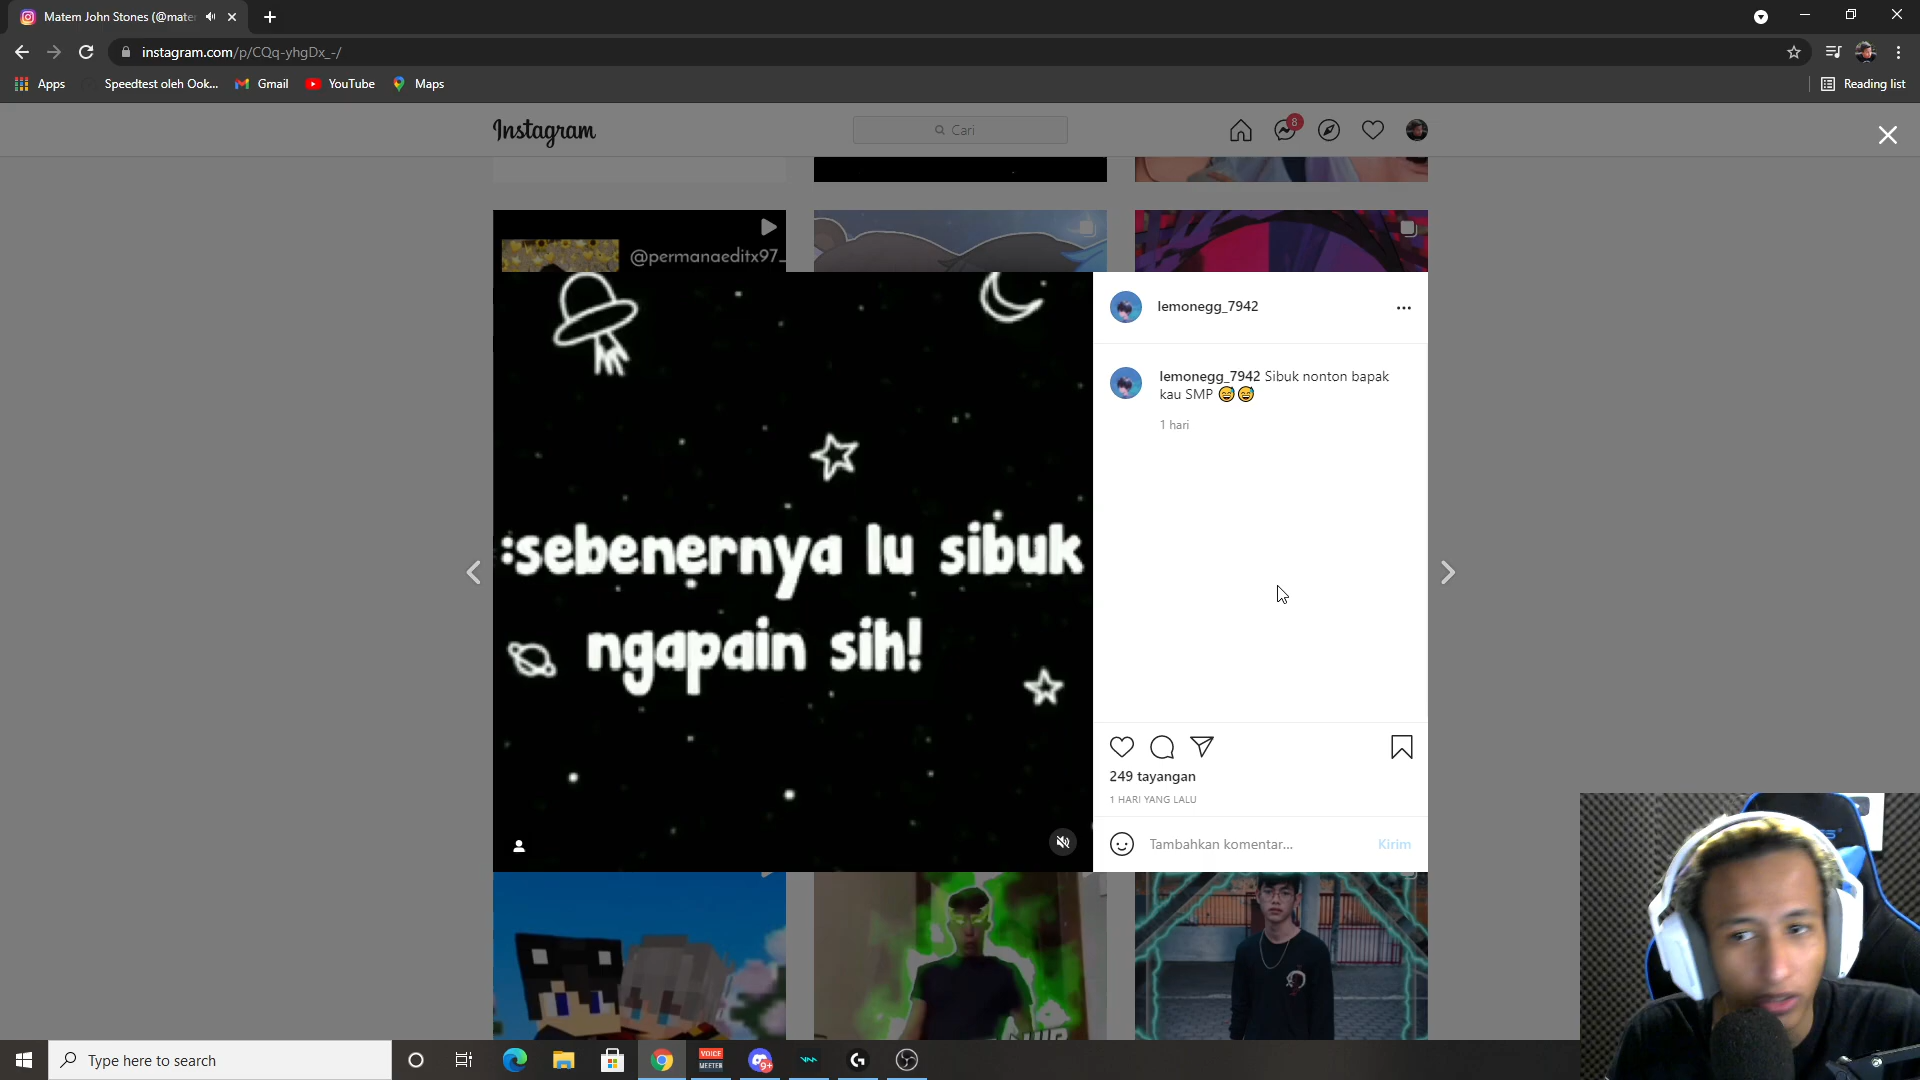 Matem John Stones (@mate
instagram.com/p/CQq-yhgDx_-/
Apps
Speedtest oleh Ook...
Gmail
YouTube
Maps
Reading list
Instagram
Cari
8
@permanaeditx97_
:sebenernya lu sibuk
ngapain sih!
lemonegg_7942
lemonegg_7942 Sibuk nonton bapak
kau SMP 😅😅
1 hari
249 tayangan
1 HARI YANG LALU
Tambahkan komentar...
Kirim
Type here to search
VOICE
MEETER
9+